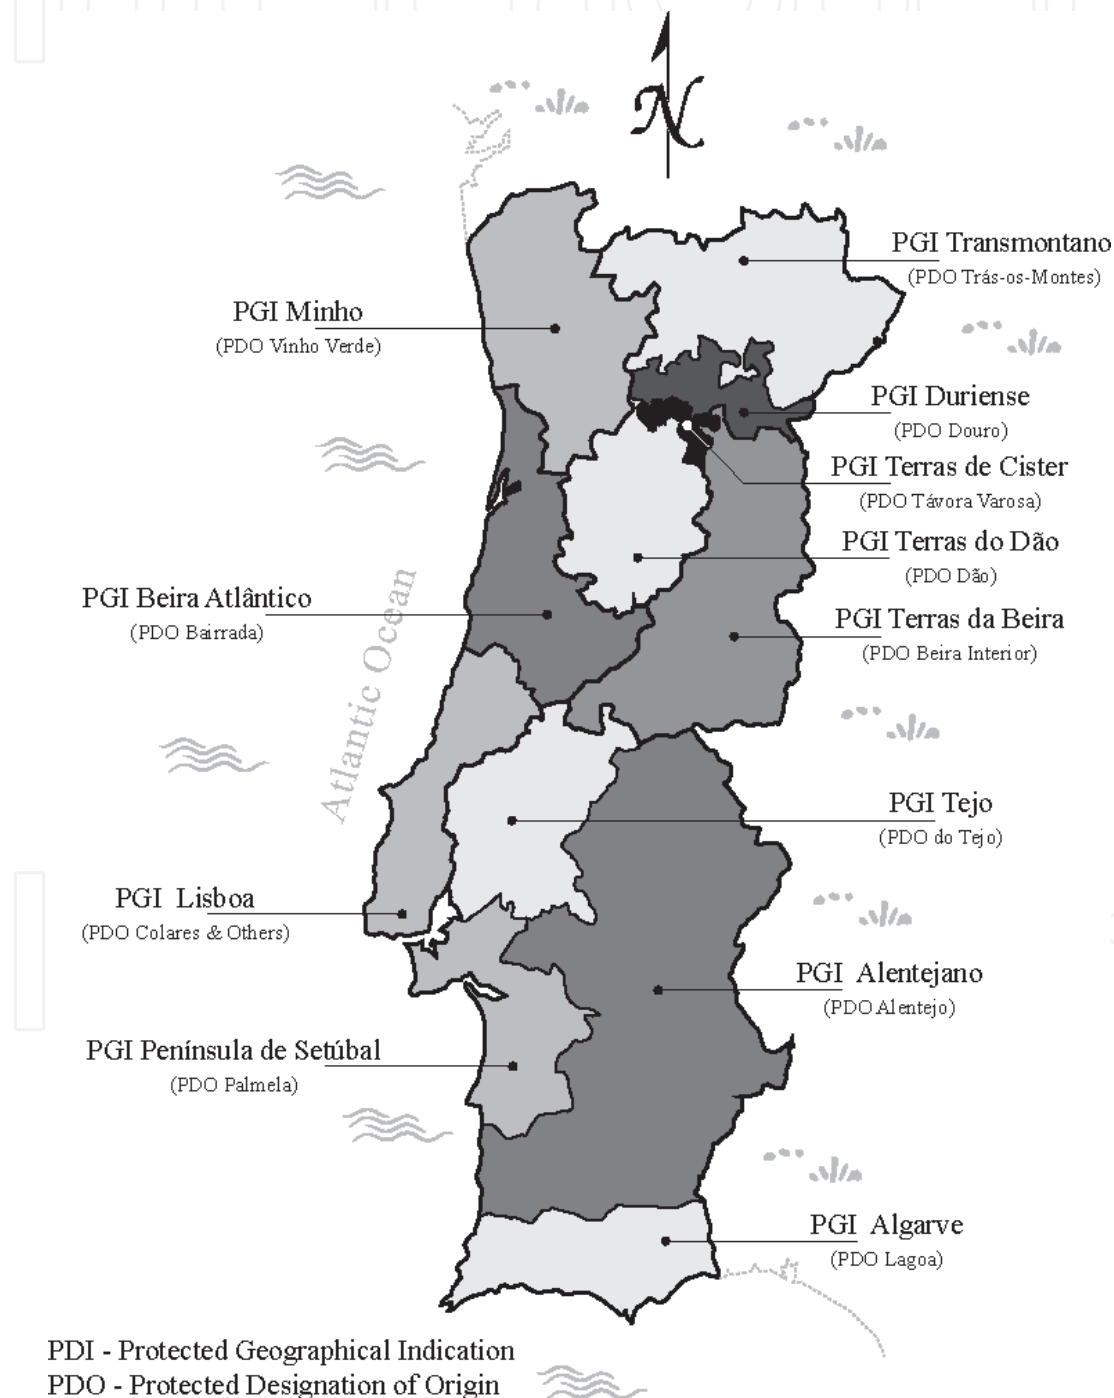 N
PGI Transmontano
(PDO Trás-os-Montes)
PGI Minho
(PDO Vinho Verde)
PGI Duriense
(PDO Douro)
PGI Terras de Cister
(PDO Távora Varosa)
PGI Terras do Dão
(PDO Dão)
PGI Beira Atlântico
(PDO Bairrada)
PGI Terras da Beira
(PDO Beira Interior)
Atlantic Ocean
PGI Tejo
(PDO do Tejo)
PGI Lisboa
(PDO Colares & Others)
PGI Alentejano
(PDO Alentejo)
PGI Península de Setúbal
(PDO Palmela)
PGI Algarve
(PDO Lagoa)
PDI - Protected Geographical Indication
PDO - Protected Designation of Origin